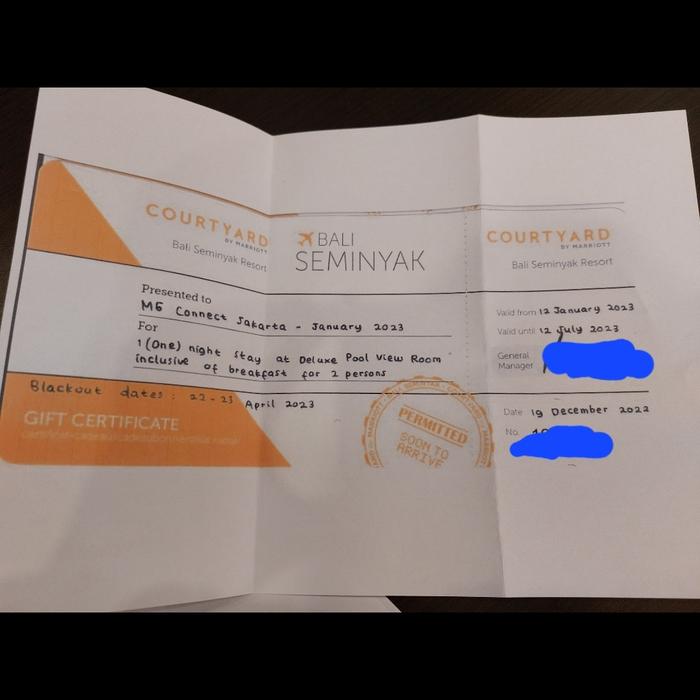 COURTYARD
BY MARRIOTT
Bali Seminyak Resort
BALI
SEMINYAK
Presented to
M5 Connect Jakarta - January 2023
For
1 (One) night stay at Deluxe Pool View Room
inclusive of breakfast for 2 persons
Blackout dates : 22 - 23 April 2023
GIFT CERTIFICATE
PERMITTED
SOON TO
ARRIVE
COURTYARD
BY MARRIOTT
Bali Seminyak Resort
Valid from 12 January 2023
Valid until 12 July 2023
General
Manager
Date 19 December 2022
No.